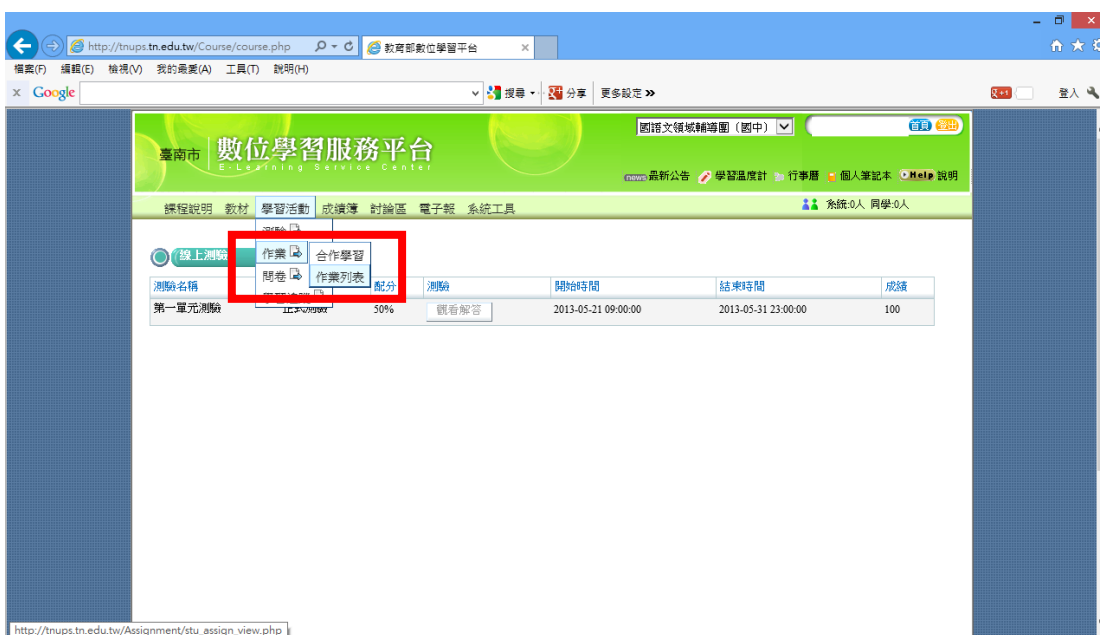 http://tnups.tn.edu.tw/Course/course.php
教育部數位學習平台
檔案(F) 編輯(E) 檢視(V) 我的最愛(A) 工具(T) 說明(H)
x Google 搜尋 分享 更多設定 » +1 登入
國語文領域輔導團（國中） 首頁 登出
臺南市 數位學習服務平台
E-Learning Service Center
news 最新公告 學習溫度計 行事曆 個人筆記本 Help 說明
課程說明 教材 學習活動 成績簿 討論區 電子報 系統工具 系統:0人 同學:0人
測驗
線上測驗 作業 合作學習
問卷 作業列表
測驗名稱 配分 測驗 開始時間 結束時間 成績
第一單元測驗 正式測驗 50% 觀看解答 2013-05-21 09:00:00 2013-05-31 23:00:00 100
http://tnups.tn.edu.tw/Assignment/stu_assign_view.php